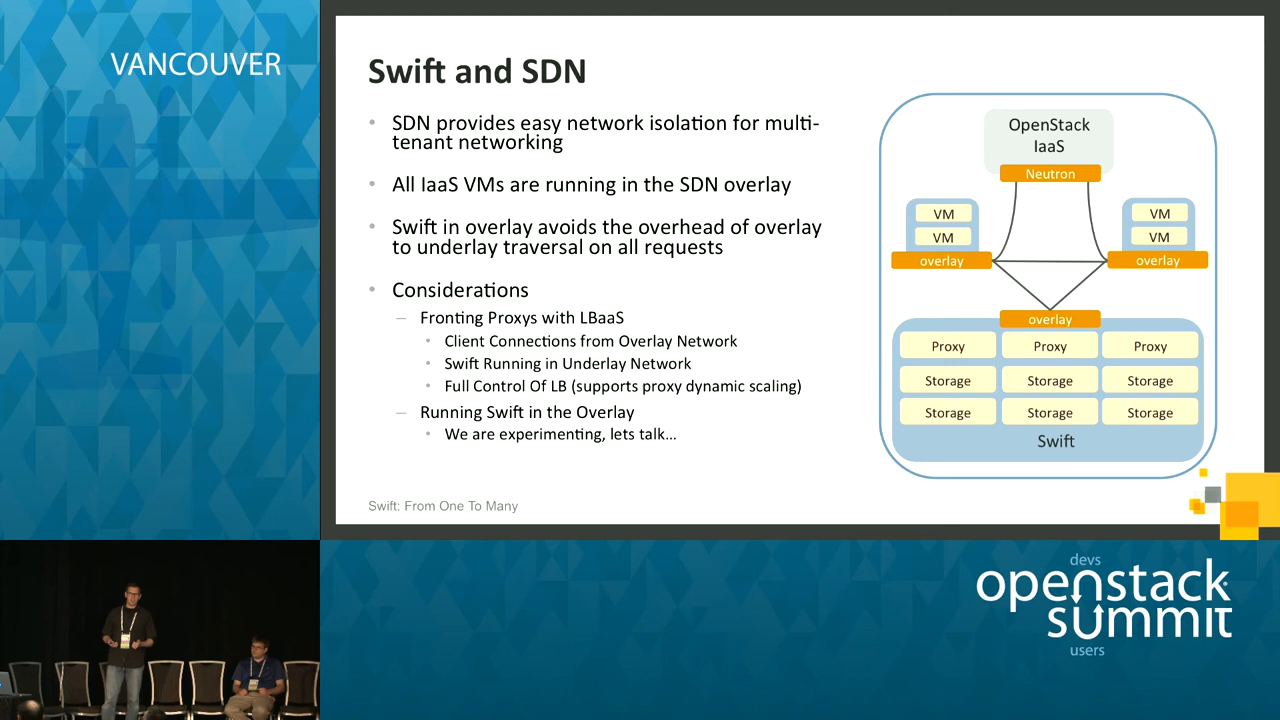 VANCOUVER
Swift and SDN
• SDN provides easy network isolation for multi-
tenant networking
• All IaaS VMs are running in the SDN overlay
• Swift in overlay avoids the overhead of overlay
to underlay traversal on all requests
• Considerations
– Fronting Proxys with LBaaS
• Client Connections from Overlay Network
• Swift Running in Underlay Network
• Full Control Of LB (supports proxy dynamic scaling)
– Running Swift in the Overlay
• We are experimenting, lets talk...
Swift: From One To Many
OpenStack
IaaS
Neutron
VM
VM
overlay
VM
VM
overlay
overlay
Proxy Proxy Proxy
Storage Storage Storage
Storage Storage Storage
Swift
devs
openstack
summit
users